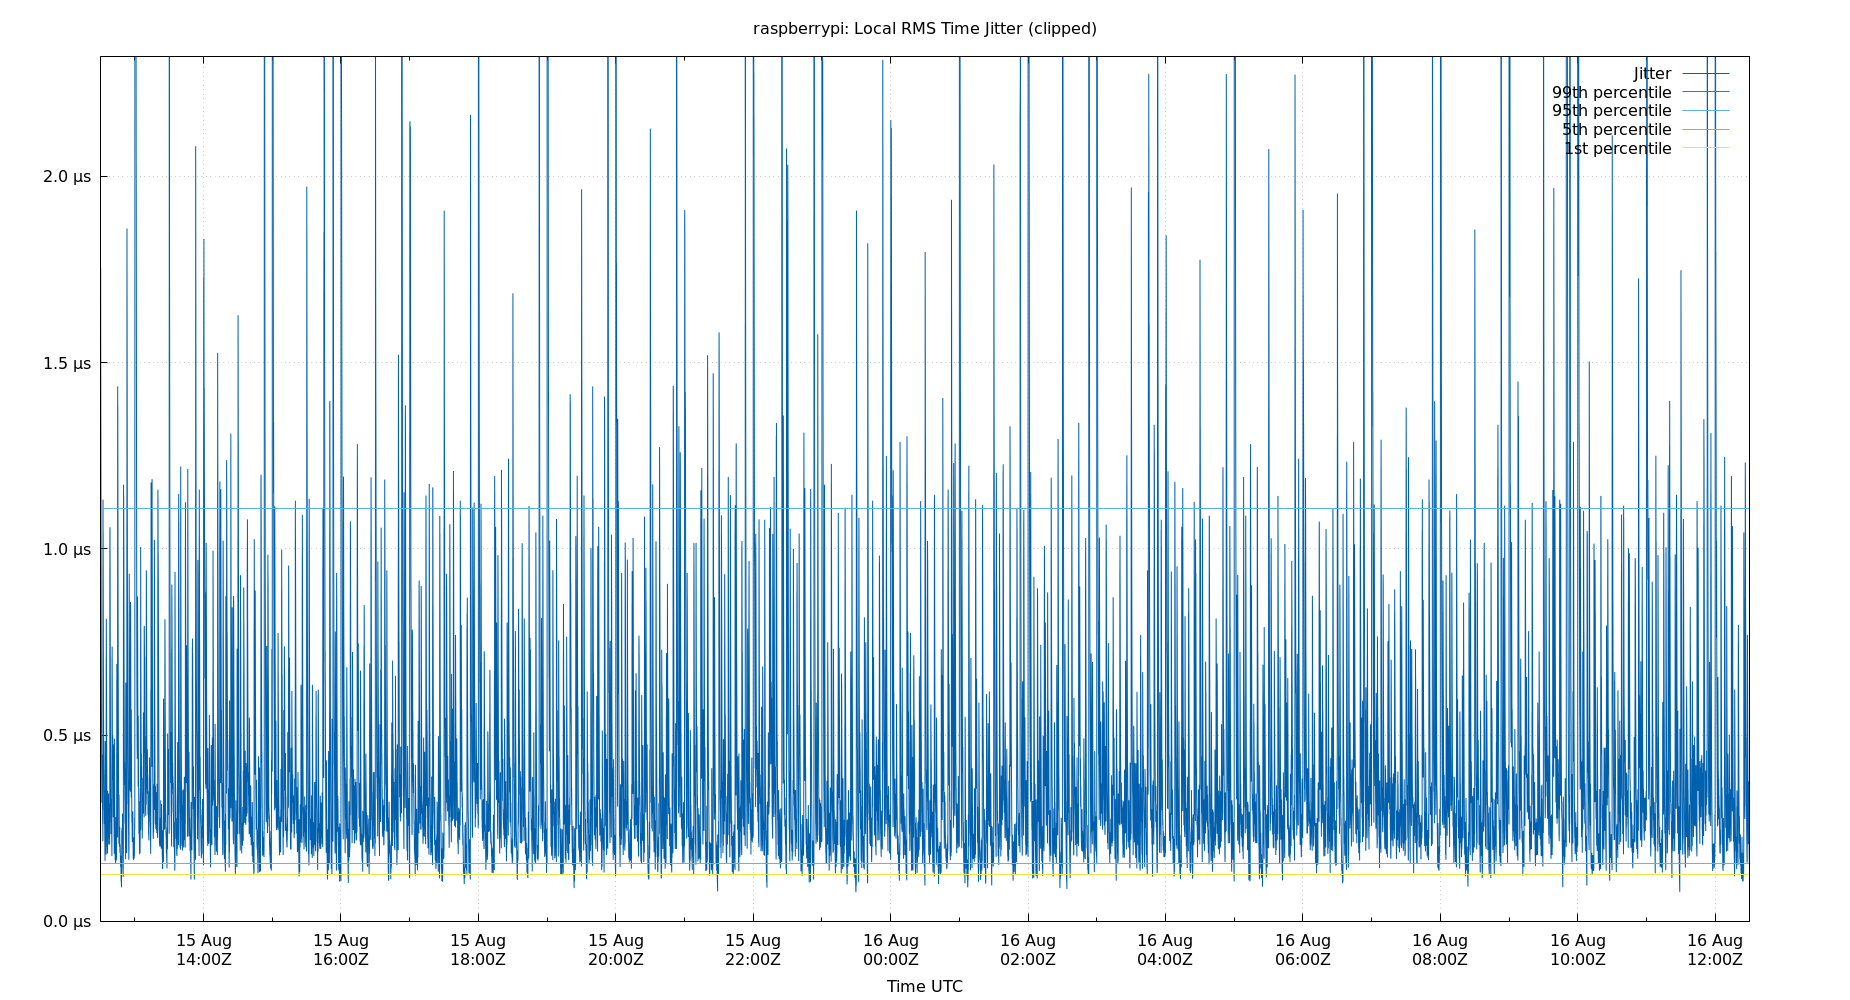 raspberrypi: Local RMS Time Jitter (clipped)
Jitter
99th percentile
95th percentile
5th percentile
1st percentile
2.0 µs
1.5 µs
1.0 µs
0.5 µs
0.0 µs
15 Aug 15 Aug 15 Aug 15 Aug 15 Aug 16 Aug 16 Aug 16 Aug 16 Aug 16 Aug 16 Aug 16 Aug
14:00Z 16:00Z 18:00Z 20:00Z 22:00Z 00:00Z 02:00Z 04:00Z 06:00Z 08:00Z 10:00Z 12:00Z
Time UTC